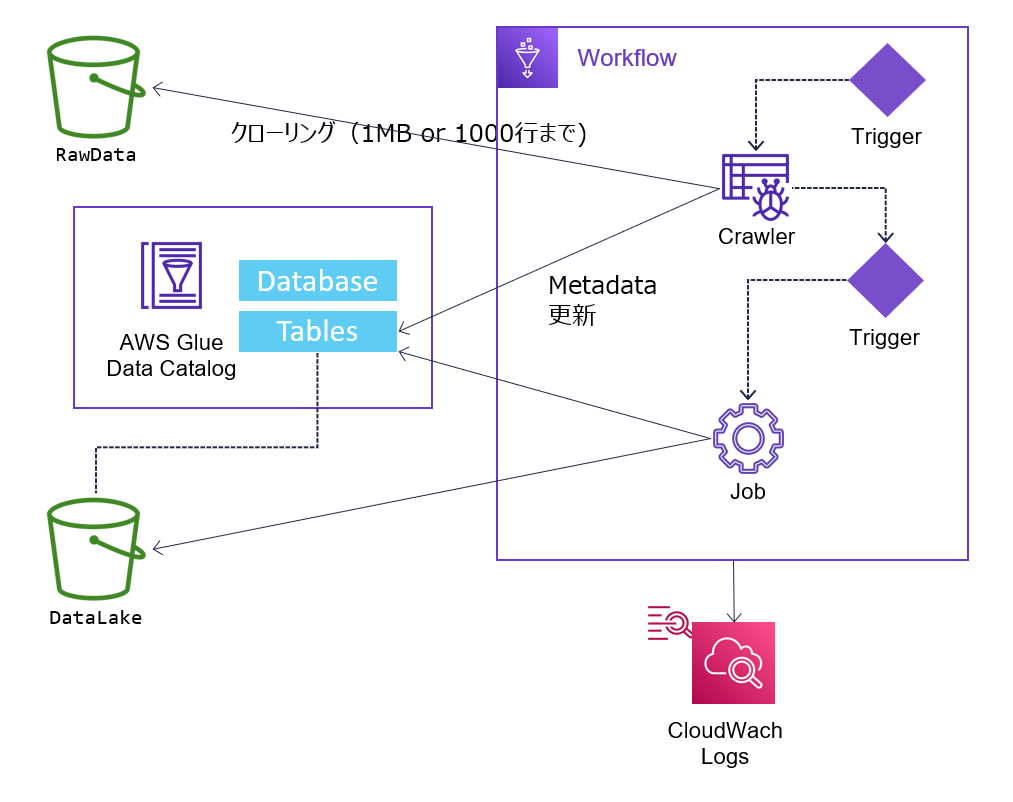 Workflow
Trigger
RawData
クローリング（1MB or 1000行まで)
Crawler
Database
Tables
AWS Glue
Data Catalog
Metadata
更新
Trigger
Job
DataLake
CloudWach
Logs